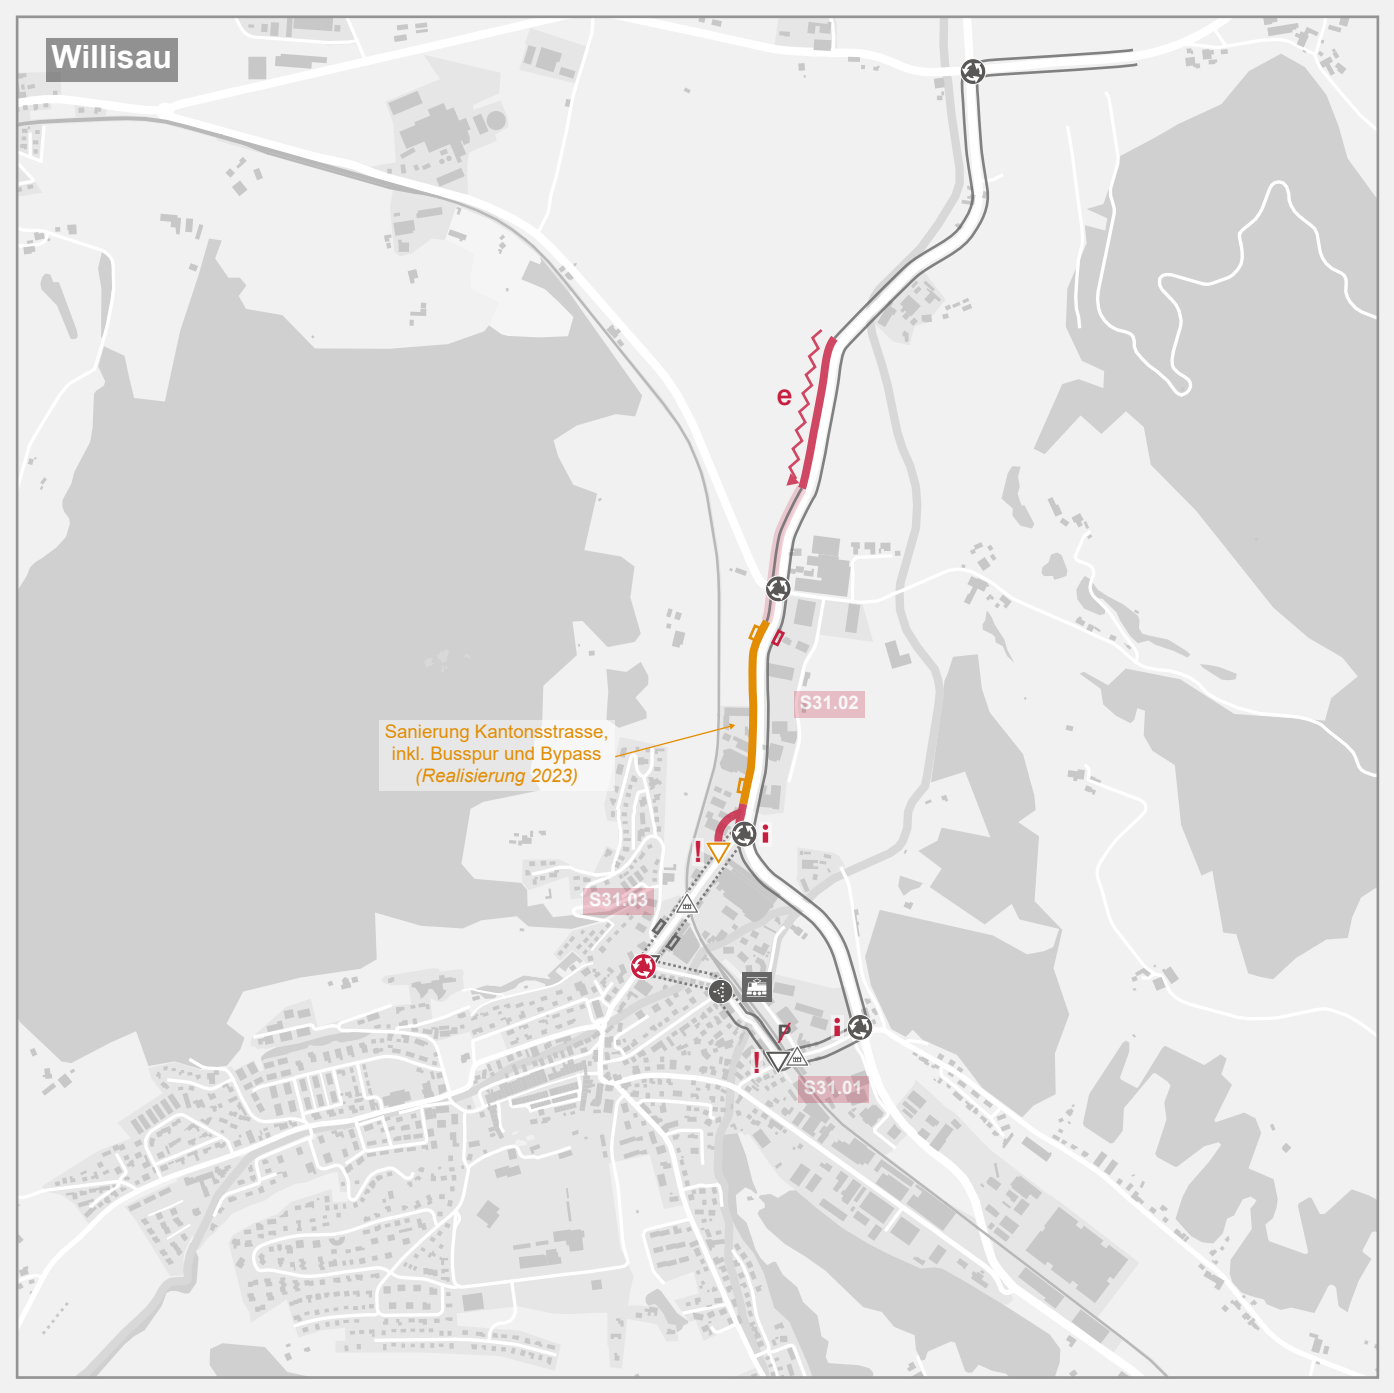 Willisau
e
S31.02
Sanierung Kantonsstrasse,
inkl. Busspur und Bypass
(Realisierung 2023)
i
!
S31.03
i
P
!
S31.01